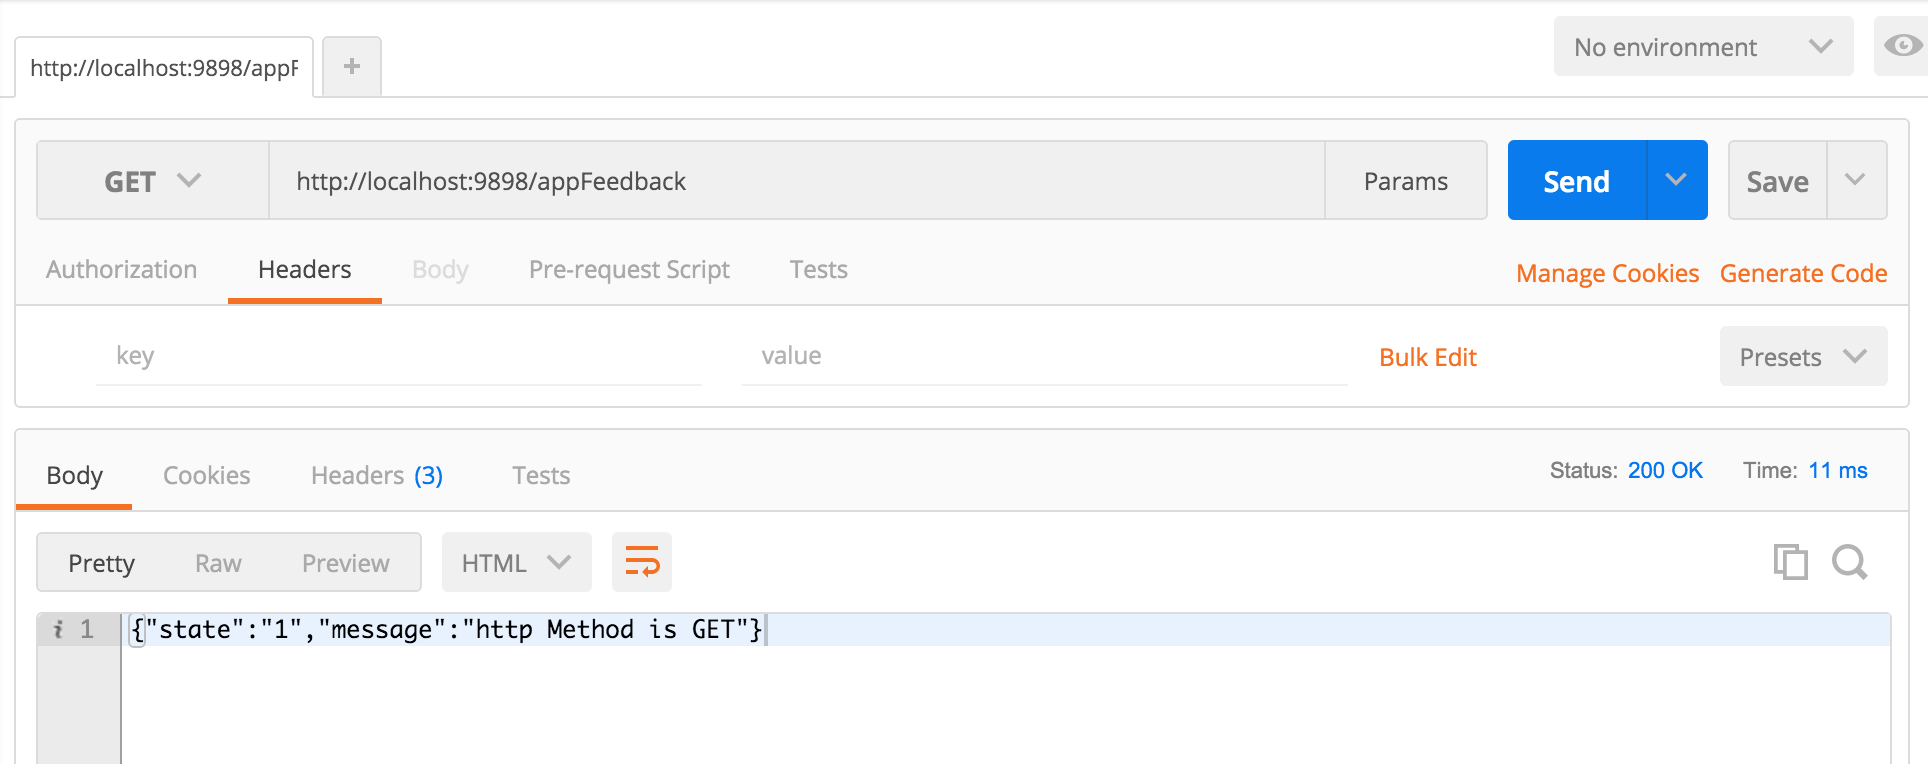 http://localhost:9898/appF
+
No environment
GET
http://localhost:9898/appFeedback
Params
Send
Save
Authorization
Headers
Body
Pre-request Script
Tests
Manage Cookies
Generate Code
key
value
Bulk Edit
Presets
Body
Cookies
Headers (3)
Tests
Status: 200 OK
Time: 11 ms
Pretty
Raw
Preview
HTML
i 1
{"state":"1","message":"http Method is GET"}